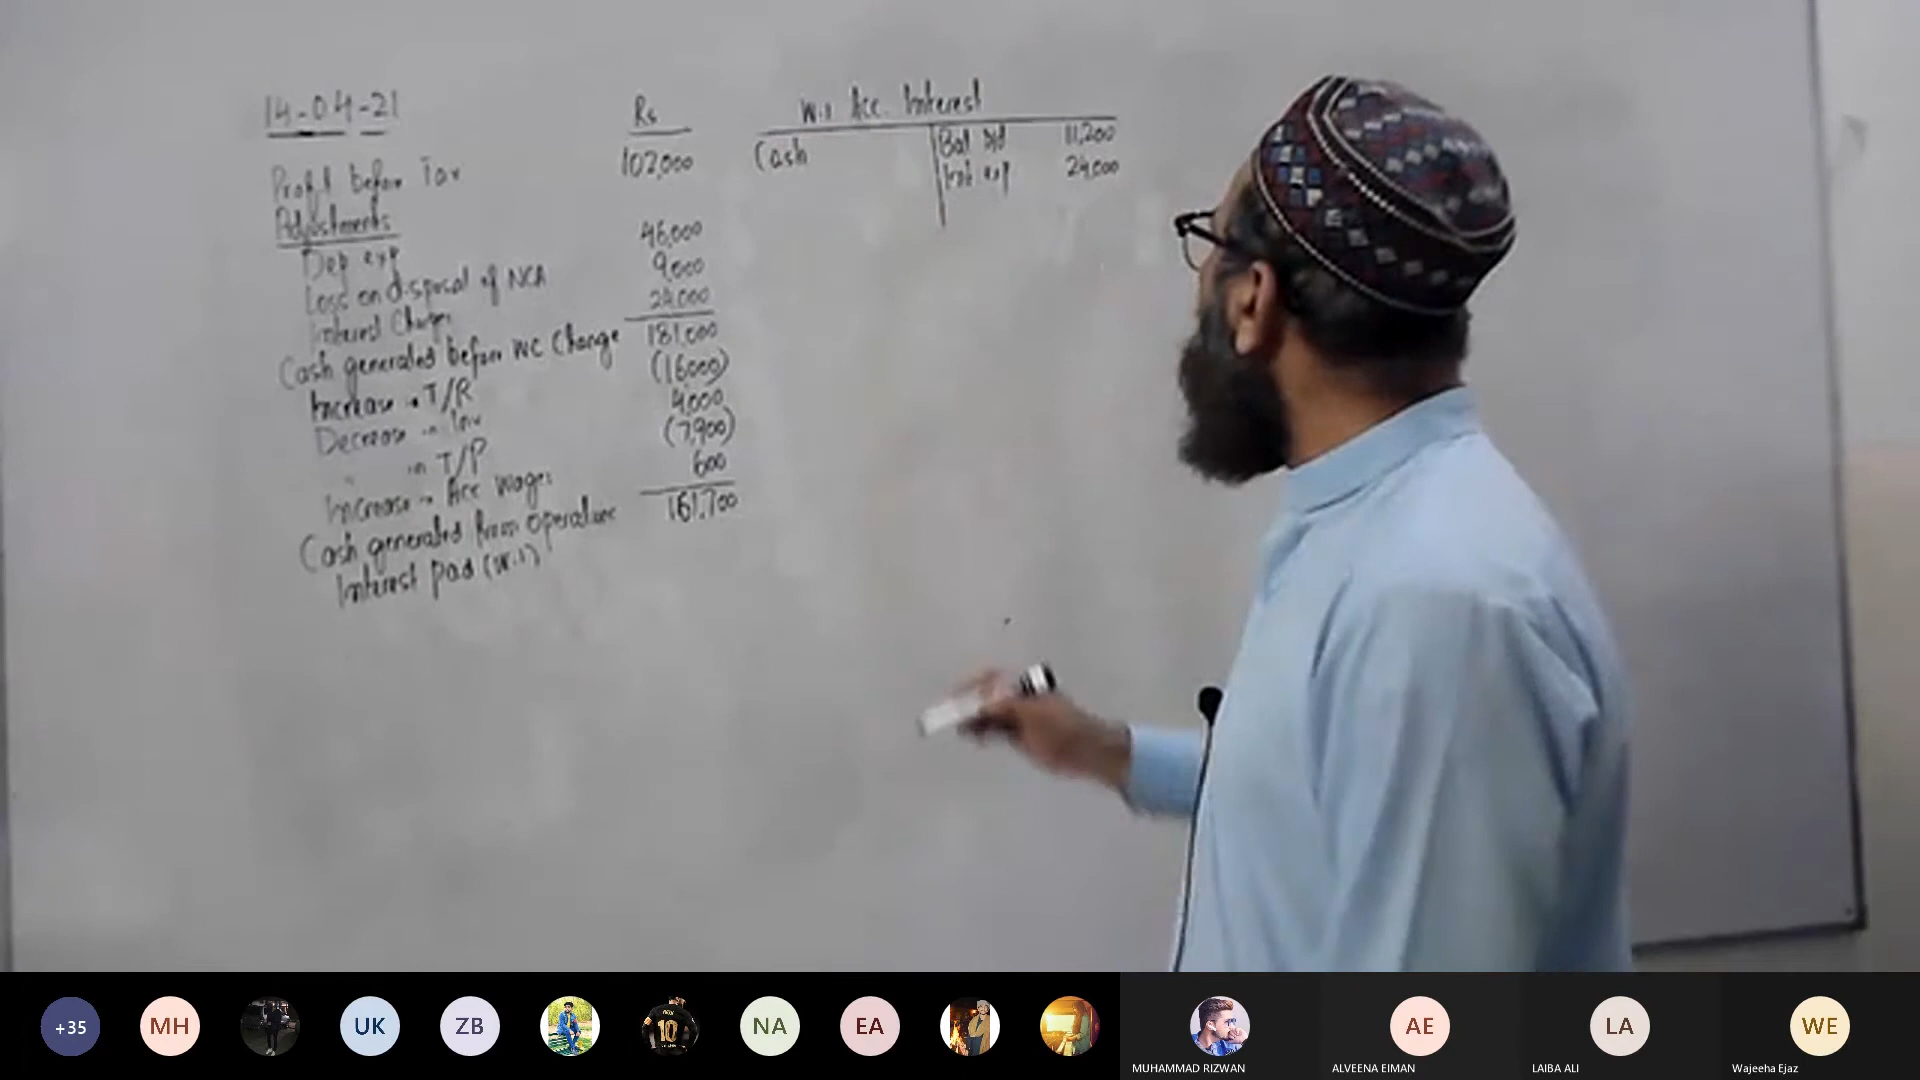 14-04-21
Rs
Profit before Tax 102,000
Adjustments
Dep exp 46,000
Loss on disposal of NCA 9,000
Interest Charges 24,000
Cash generated before WC Change 181,000
Increase in T/R (16000)
Decrease in Inv 4,000
" in T/P (7,900)
Increase in Acc wages 600
Cash generated from operations 161,700
Interest paid (W.1)
W.1 Acc. Interest
Cash Bal b/d 11,200
Int exp 24,000
+35
MH
UK
ZB
10
NA
EA
AE
LA
WE
MUHAMMAD RIZWAN
ALVEENA EIMAN
LAIBA ALI
Wajeeha Ejaz